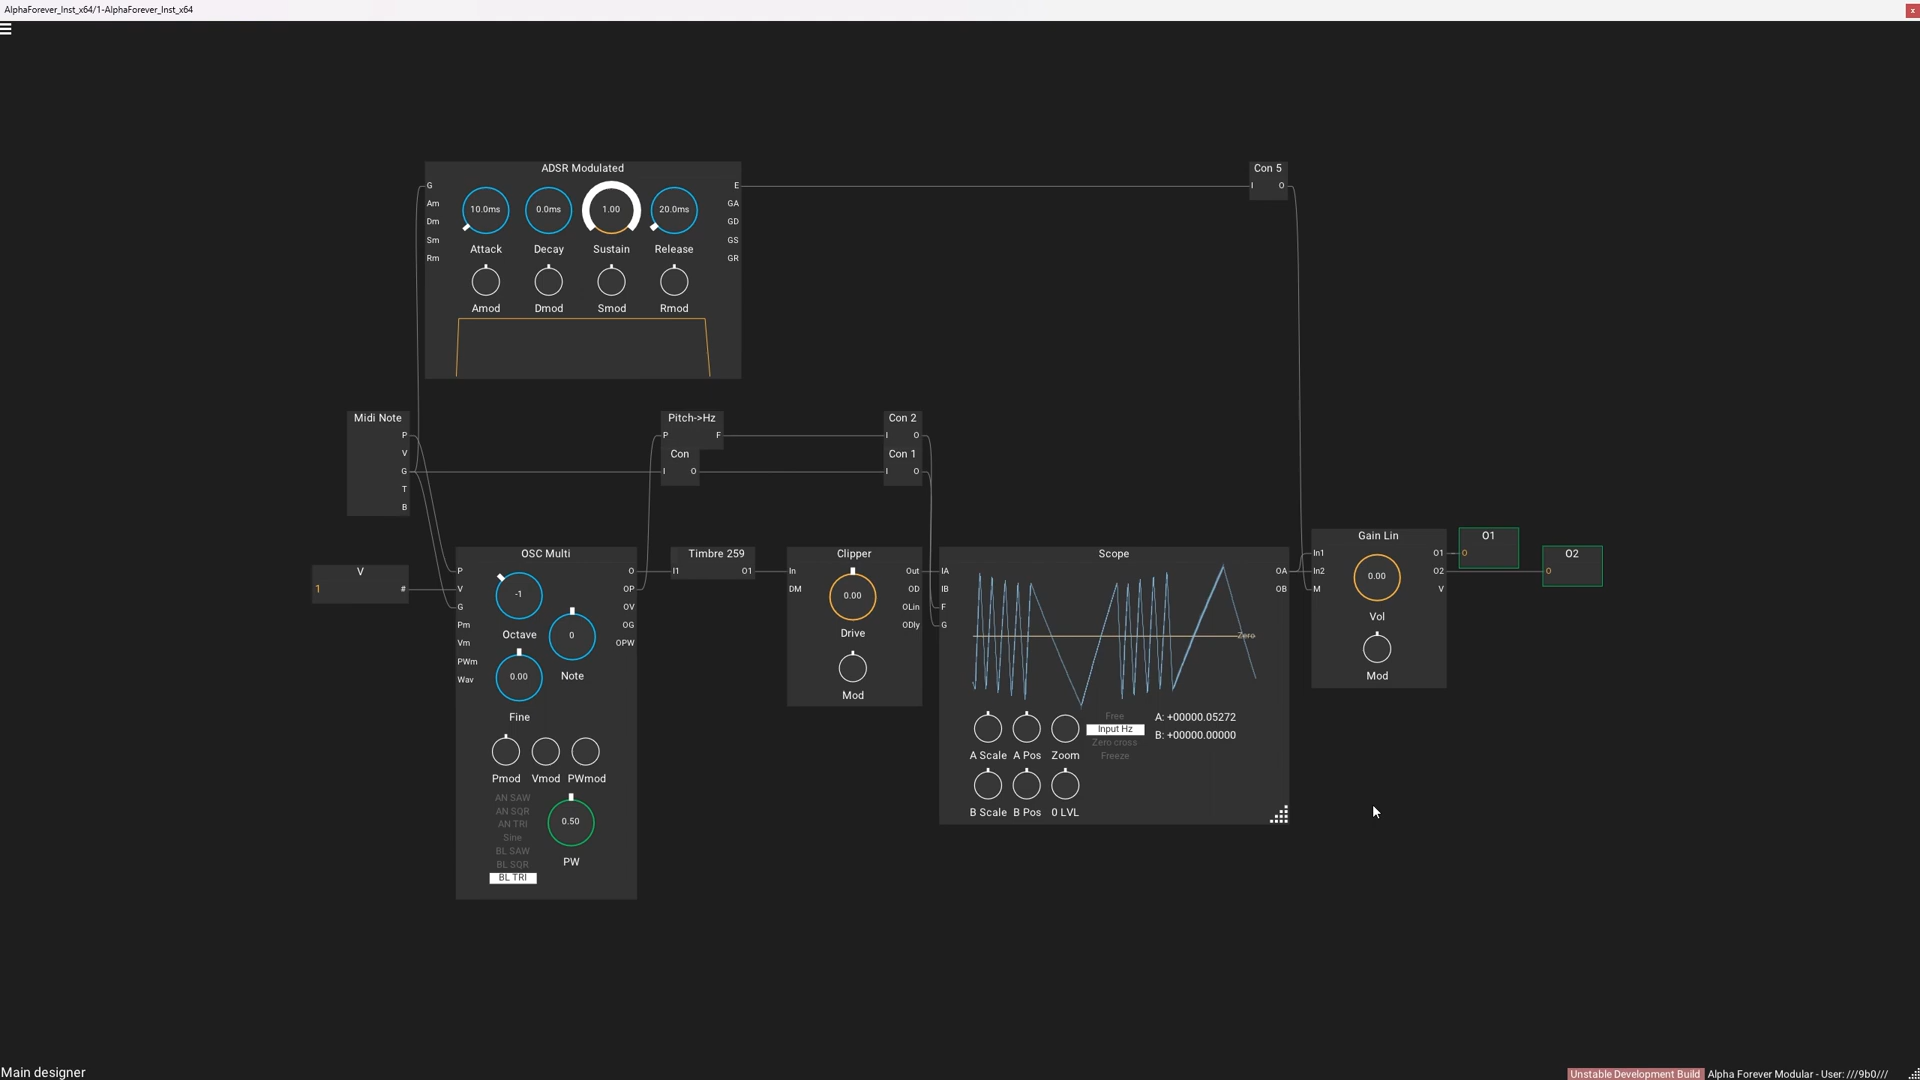 AlphaForever_Inst_x64/1-AlphaForever_Inst_x64
x
ADSR Modulated
G
Am
Dm
Sm
Rm
10.0ms
0.0ms
1.00
20.0ms
Attack
Decay
Sustain
Release
Amod
Dmod
Smod
Rmod
E
GA
GD
GS
GR
Con 5
I
O
Midi Note
P
V
G
T
B
Pitch->Hz
P
F
Con
I
O
Con 2
I
O
Con 1
I
O
V
1
#
OSC Multi
P
V
G
Pm
Vm
PWm
Wav
-1
Octave
0
Note
0.00
Fine
Pmod
Vmod
PWmod
AN SAW
AN SQR
AN TRI
Sine
BL SAW
BL SQR
BL TRI
0.50
PW
O
OP
OV
OG
OPW
Timbre 259
I1
O1
Clipper
In
DM
0.00
Drive
Mod
Out
OD
OLin
ODly
Scope
IA
IB
F
G
Zero
OA
OB
A Scale
A Pos
Zoom
B Scale
B Pos
0 LVL
Free
Input Hz
Zero cross
Freeze
A: +00000.05272
B: +00000.00000
Gain Lin
In1
In2
M
0.00
Vol
Mod
O1
O2
V
O1
O
O2
O
Main designer
Unstable Development Build
Alpha Forever Modular - User: ///9b0///